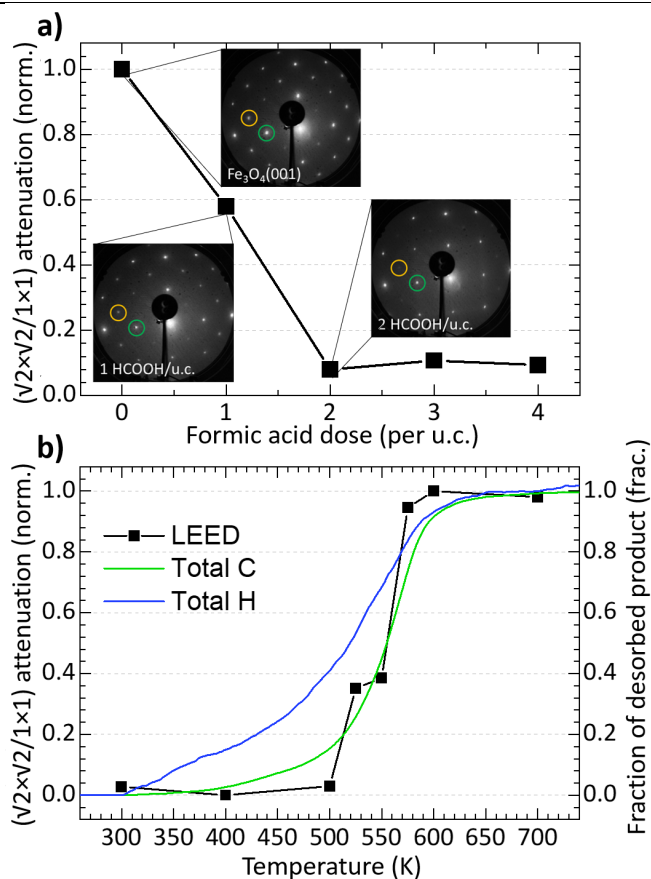 a)
(√2×√2/1×1) attenuation (norm.)
1.0
0.8
0.6
0.4
0.2
0.0
Fe₃O₄(001)
1 HCOOH/u.c.
2 HCOOH/u.c.
0 1 2 3 4
Formic acid dose (per u.c.)
b)
(√2×√2/1×1) attenuation (norm.)
1.0
0.8
0.6
0.4
0.2
0.0
LEED
Total C
Total H
1.0
0.8
0.6
0.4
0.2
0.0
Fraction of desorbed product (frac.)
300 350 400 450 500 550 600 650 700
Temperature (K)